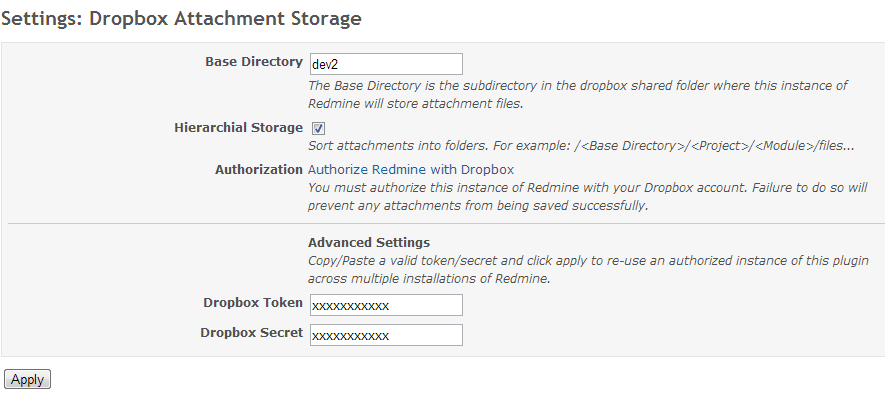 Settings: Dropbox Attachment Storage
Base Directory dev2
The Base Directory is the subdirectory in the dropbox shared folder where this instance of
Redmine will store attachment files.
Hierarchial Storage
Sort attachments into folders. For example: /<Base Directory>/<Project>/<Module>/files...
Authorization Authorize Redmine with Dropbox
You must authorize this instance of Redmine with your Dropbox account. Failure to do so will
prevent any attachments from being saved successfully.
Advanced Settings
Copy/Paste a valid token/secret and click apply to re-use an authorized instance of this plugin
across multiple installations of Redmine.
Dropbox Token xxxxxxxxxxx
Dropbox Secret xxxxxxxxxxx
Apply